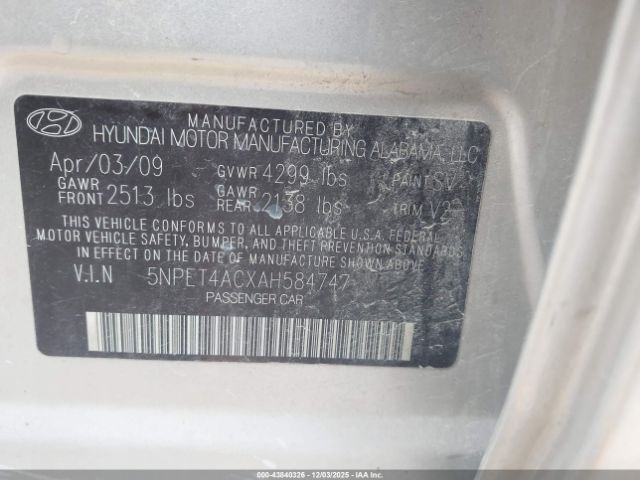 MANUFACTURED BY
HYUNDAI MOTOR MANUFACTURING ALABAMA, LLC
Apr/03/09 GVWR 4299 lbs PAINT SV
GAWR FRONT 2513 lbs GAWR REAR 2138 lbs TRIM V2
THIS VEHICLE CONFORMS TO ALL APPLICABLE U.S.A FEDERAL
MOTOR VEHICLE SAFETY, BUMPER, AND THEFT PREVENTION STANDARDS
IN EFFECT ON THE DATE OF MANUFACTURE SHOWN ABOVE.
V.I.N 5NPET4ACXAH584747
PASSENGER CAR
000-43840326 * 12/03/2025 * IAA Inc.